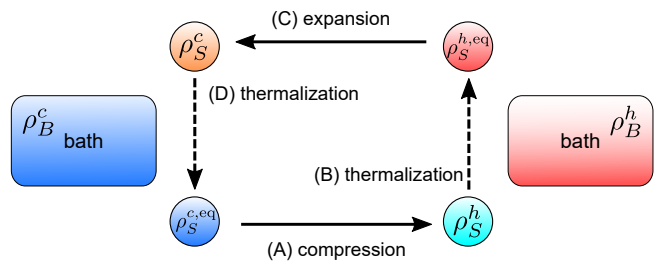 (C) expansion
ρ_S^c
ρ_S^{h,eq}
(D) thermalization
ρ_B^c
bath
ρ_B^h
bath
(B) thermalization
ρ_S^{c,eq}
ρ_S^h
(A) compression